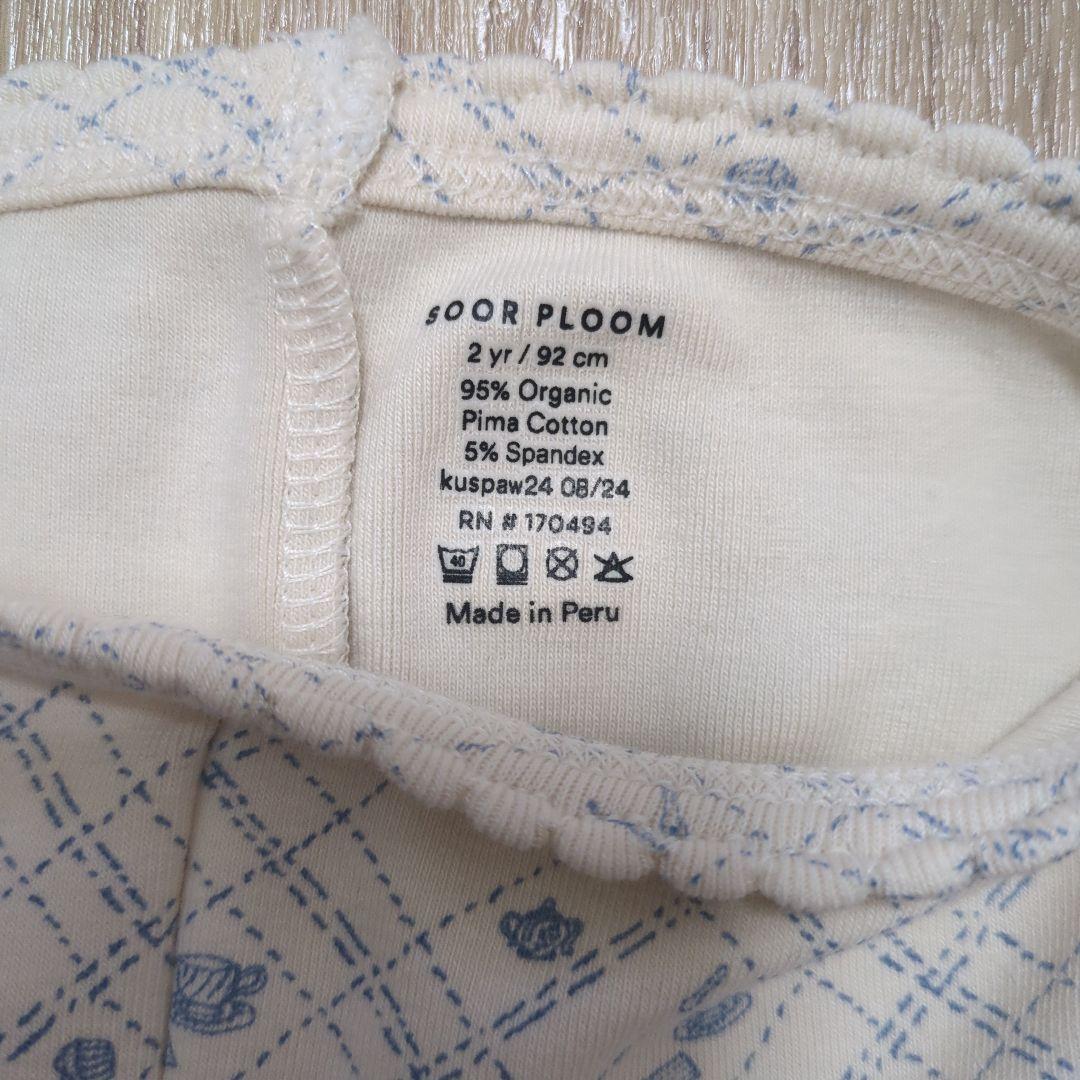 SOOR PLOOM
2 yr / 92 cm
95% Organic
Pima Cotton
5% Spandex
kuspaw24 08/24
RN # 170494
40
Made in Peru